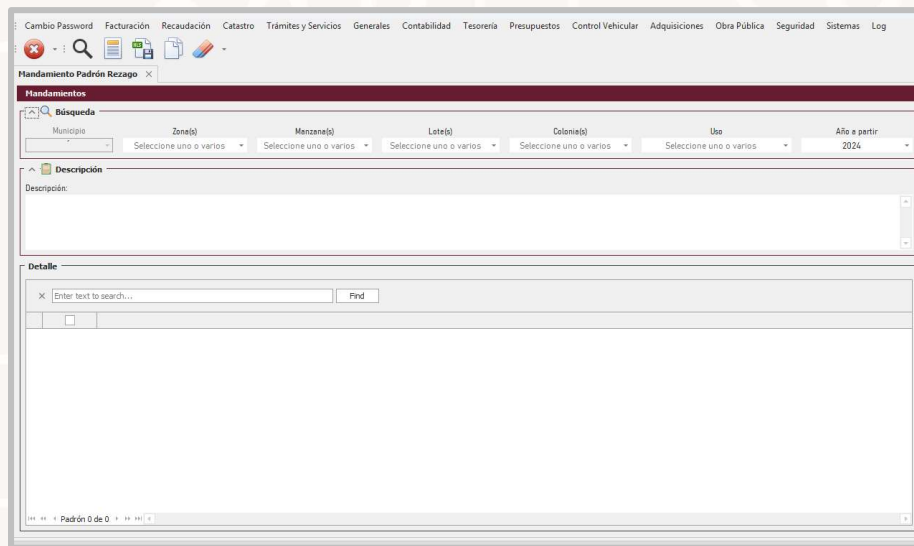 Cambio Password Facturación Recaudación Catastro Trámites y Servicios Generales Contabilidad Tesorería Presupuestos Control Vehicular Adquisiciones Obra Pública Seguridad Sistemas Log
Mandamiento Padrón Rezago
Mandamientos
Búsqueda
Municipio Zona(s) Manzana(s) Lote(s) Colonia(s) Uso Año a partir
Seleccione uno o varios Seleccione uno o varios Seleccione uno o varios Seleccione uno o varios Seleccione uno o varios 2024
Descripción
Descripción:
Detalle
Enter text to search... Find
Padrón 0 de 0